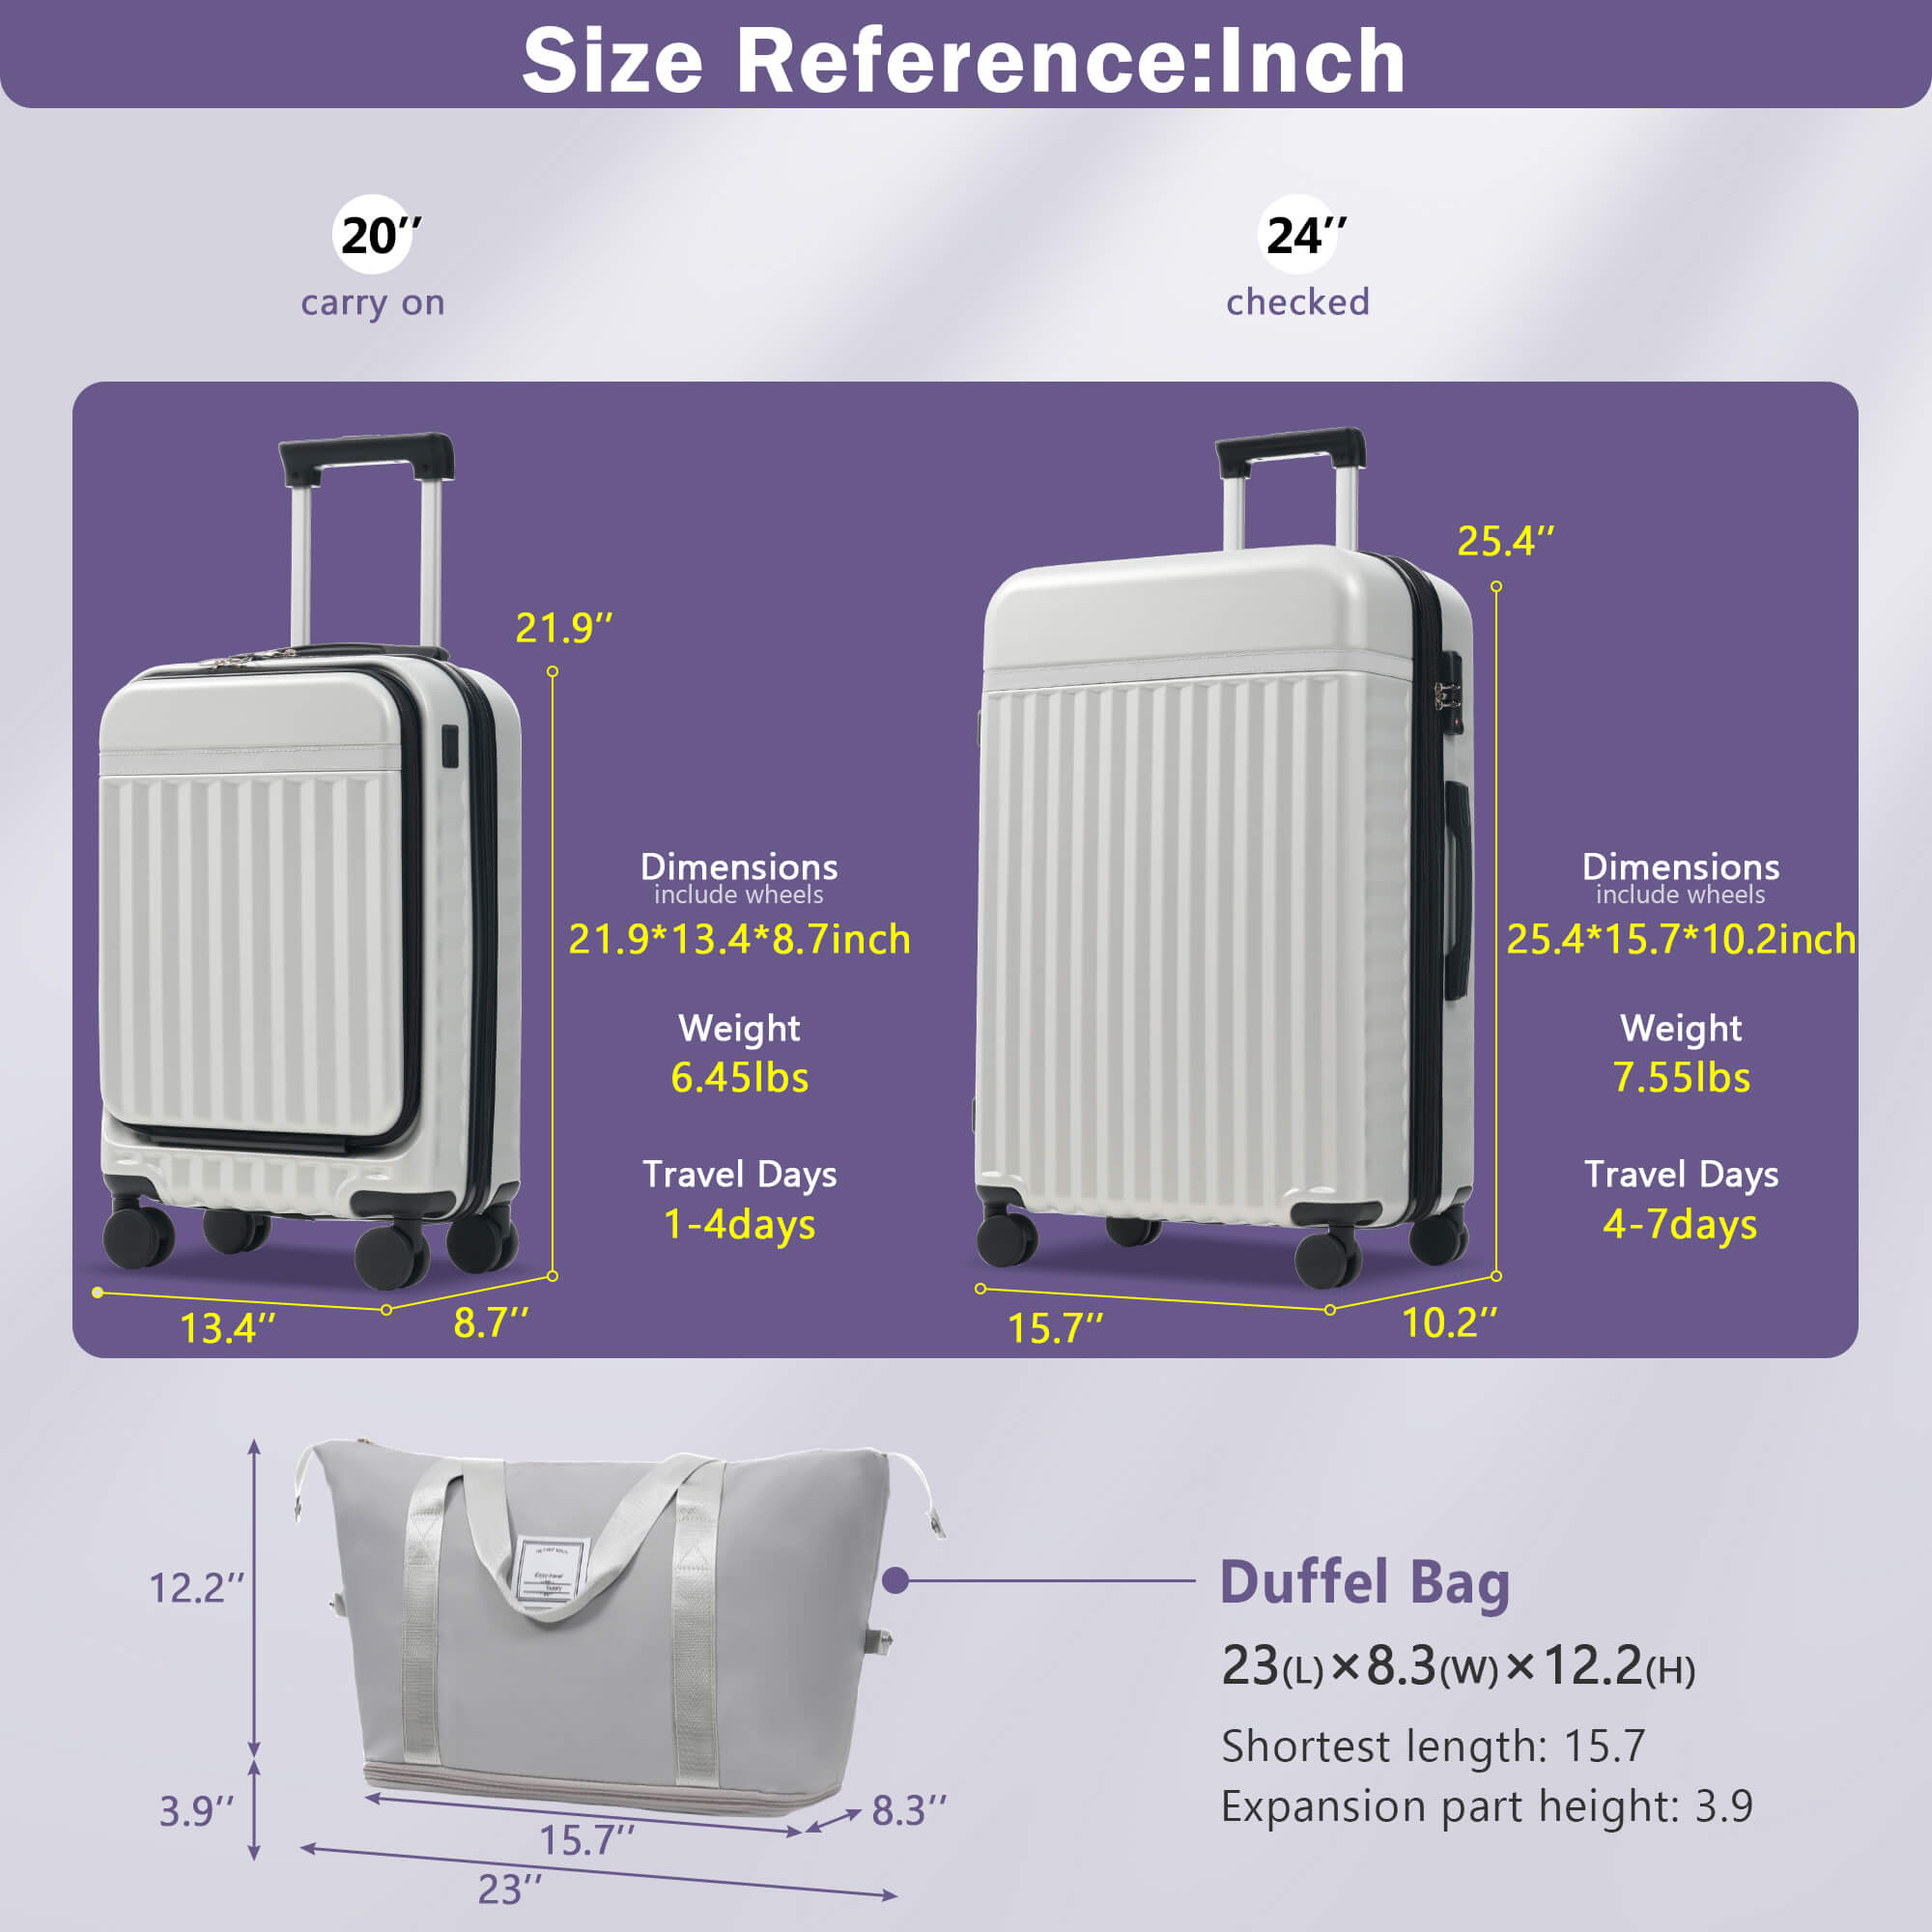 Size Reference:Inch
20’’
carry on
24’’
checked
21.9’’
Dimensions
include wheels
21.9*13.4*8.7inch
Weight
6.45lbs
Travel Days
1-4days
13.4’’
8.7’’
25.4’’
Dimensions
include wheels
25.4*15.7*10.2inch
Weight
7.55lbs
Travel Days
4-7days
15.7’’
10.2’’
12.2’’
3.9’’
15.7’’
8.3’’
23’’
Duffel Bag
23(L)×8.3(W)×12.2(H)
Shortest length: 15.7
Expansion part height: 3.9